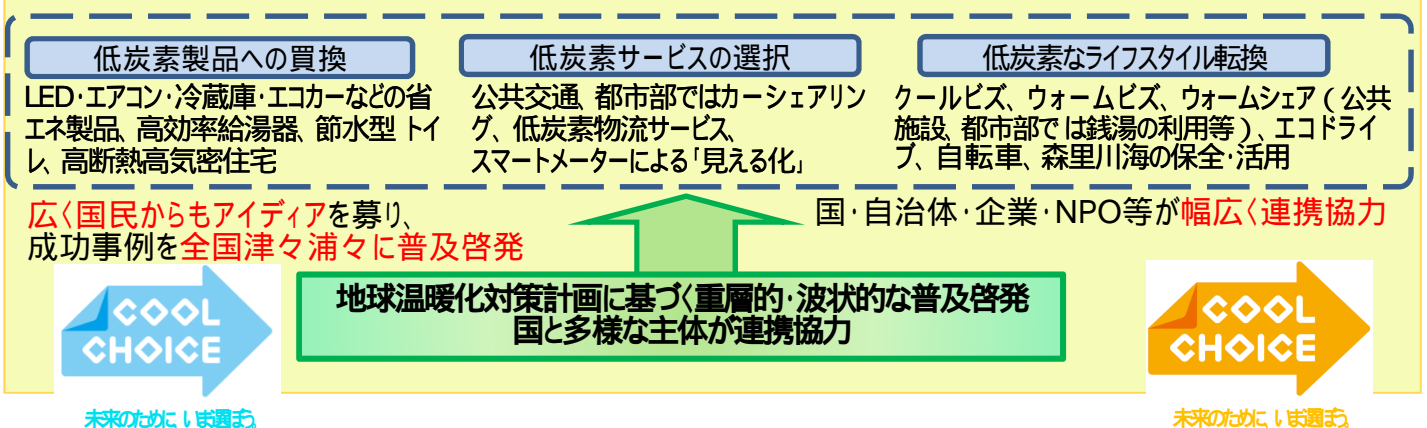 低炭素製品への買換
LED・エアコン・冷蔵庫・エコカーなどの省
エネ製品、高効率給湯器、節水型トイ
レ、高断熱高気密住宅
低炭素サービスの選択
公共交通、都市部ではカーシェアリン
グ、低炭素物流サービス、
スマートメーターによる「見える化」
低炭素なライフスタイル転換
クールビズ、ウォームビズ、ウォームシェア（公共
施設、都市部では銭湯の利用等）、エコドライ
ブ、自転車、森里川海の保全・活用
広く国民からもアイディアを募り、
成功事例を全国津々浦々に普及啓発
国・自治体・企業・NPO等が幅広く連携協力
地球温暖化対策計画に基づく重層的・波状的な普及啓発
国と多様な主体が連携協力
COOL
CHOICE
未来のために、いま選ぼう。
COOL
CHOICE
未来のために、いま選ぼう。